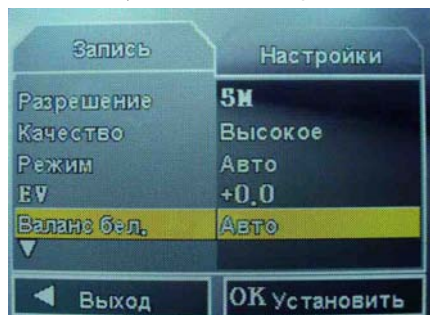 Запись Настройки
Разрешение 5M
Качество Высокое
Режим Авто
EV +0.0
Баланс бел. Авто
Выход OK Установить